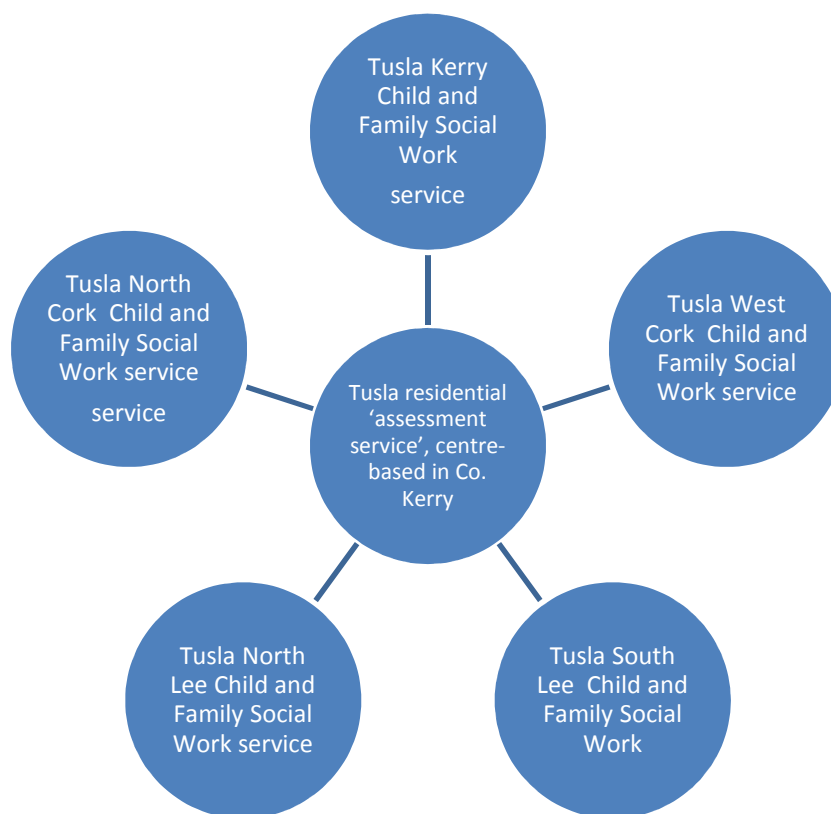 Tusla Kerry
Child and
Family Social
Work
service
Tusla North
Cork  Child and
Family Social
Work service
service
Tusla West
Cork  Child and
Family Social
Work service
Tusla residential
‘assessment
service’, centre-
based in Co.
Kerry
Tusla North
Lee Child and
Family Social
Work service
Tusla South
Lee  Child and
Family Social
Work